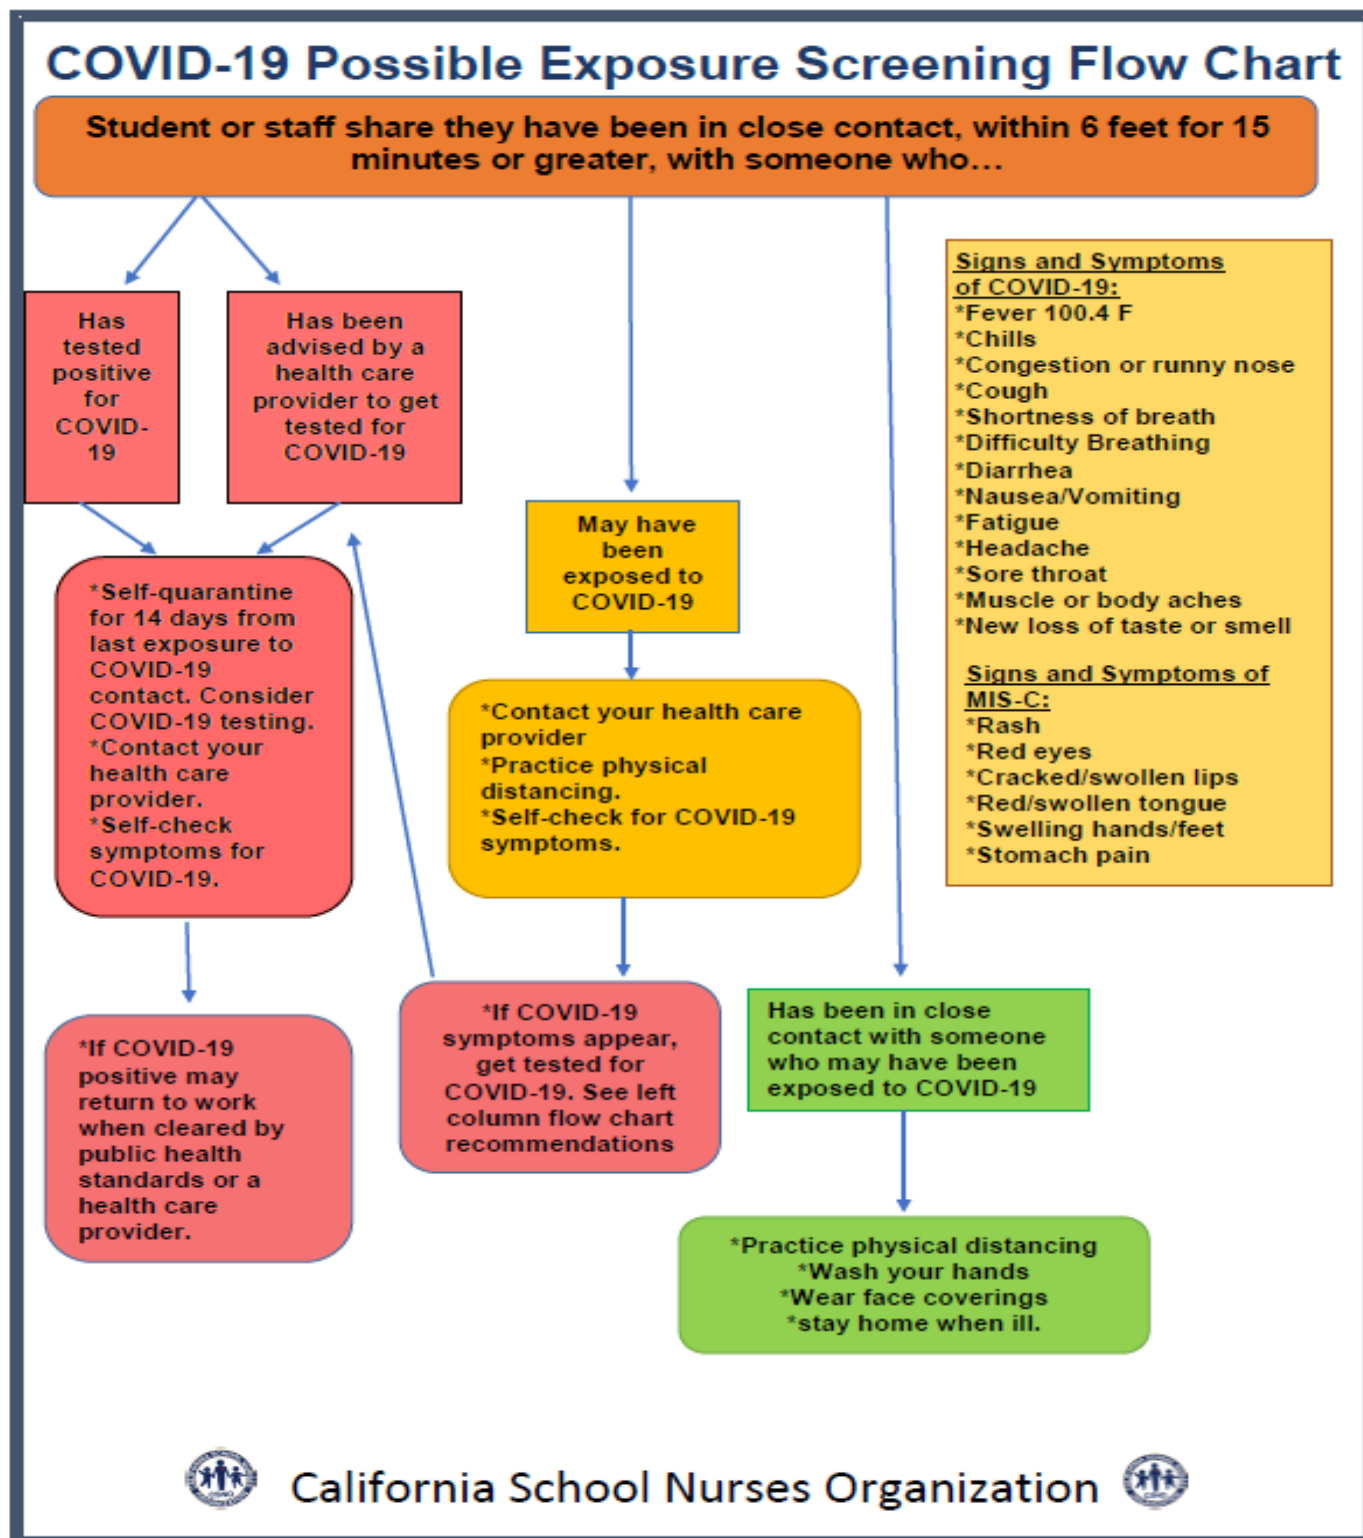 COVID-19 Possible Exposure Screening Flow Chart
Student or staff share they have been in close contact, within 6 feet for 15
minutes or greater, with someone who...
Has
tested
positive
for
COVID-
19
Has been
advised by a
health care
provider to get
tested for
COVID-19
*Self-quarantine
for 14 days from
last exposure to
COVID-19
contact. Consider
COVID-19 testing.
*Contact your
health care
provider.
*Self-check
symptoms for
COVID-19.
*If COVID-19
positive may
return to work
when cleared by
public health
standards or a
health care
provider.
May have
been
exposed to
COVID-19
*Contact your health care
provider
*Practice physical
distancing.
*Self-check for COVID-19
symptoms.
*If COVID-19
symptoms appear,
get tested for
COVID-19. See left
column flow chart
recommendations
Has been in close
contact with someone
who may have been
exposed to COVID-19
*Practice physical distancing
*Wash your hands
*Wear face coverings
*stay home when ill.
Signs and Symptoms
of COVID-19:
*Fever 100.4 F
*Chills
*Congestion or runny nose
*Cough
*Shortness of breath
*Difficulty Breathing
*Diarrhea
*Nausea/Vomiting
*Fatigue
*Headache
*Sore throat
*Muscle or body aches
*New loss of taste or smell
Signs and Symptoms of
MIS-C:
*Rash
*Red eyes
*Cracked/swollen lips
*Red/swollen tongue
*Swelling hands/feet
*Stomach pain
California School Nurses Organization